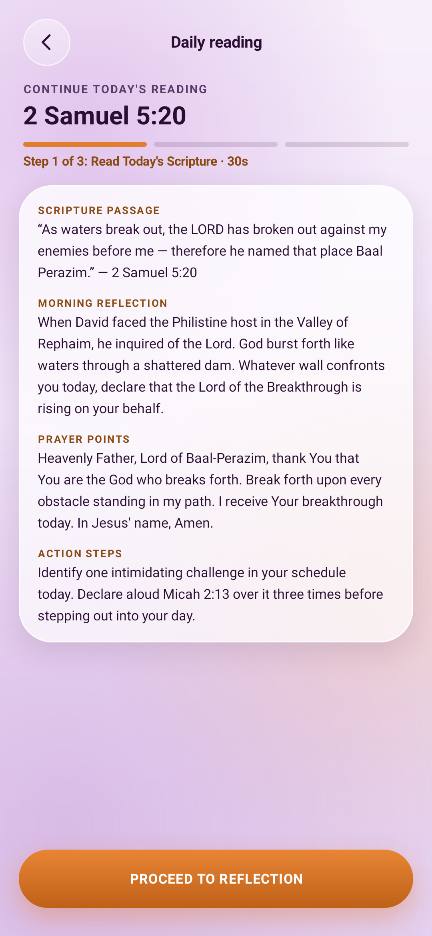 Daily reading
CONTINUE TODAY'S READING
2 Samuel 5:20
Step 1 of 3: Read Today's Scripture · 30s
SCRIPTURE PASSAGE
“As waters break out, the LORD has broken out against my
enemies before me — therefore he named that place Baal
Perazim.” — 2 Samuel 5:20
MORNING REFLECTION
When David faced the Philistine host in the Valley of
Rephaim, he inquired of the Lord. God burst forth like
waters through a shattered dam. Whatever wall confronts
you today, declare that the Lord of the Breakthrough is
rising on your behalf.
PRAYER POINTS
Heavenly Father, Lord of Baal-Perazim, thank You that
You are the God who breaks forth. Break forth upon every
obstacle standing in my path. I receive Your breakthrough
today. In Jesus' name, Amen.
ACTION STEPS
Identify one intimidating challenge in your schedule
today. Declare aloud Micah 2:13 over it three times before
stepping out into your day.
PROCEED TO REFLECTION